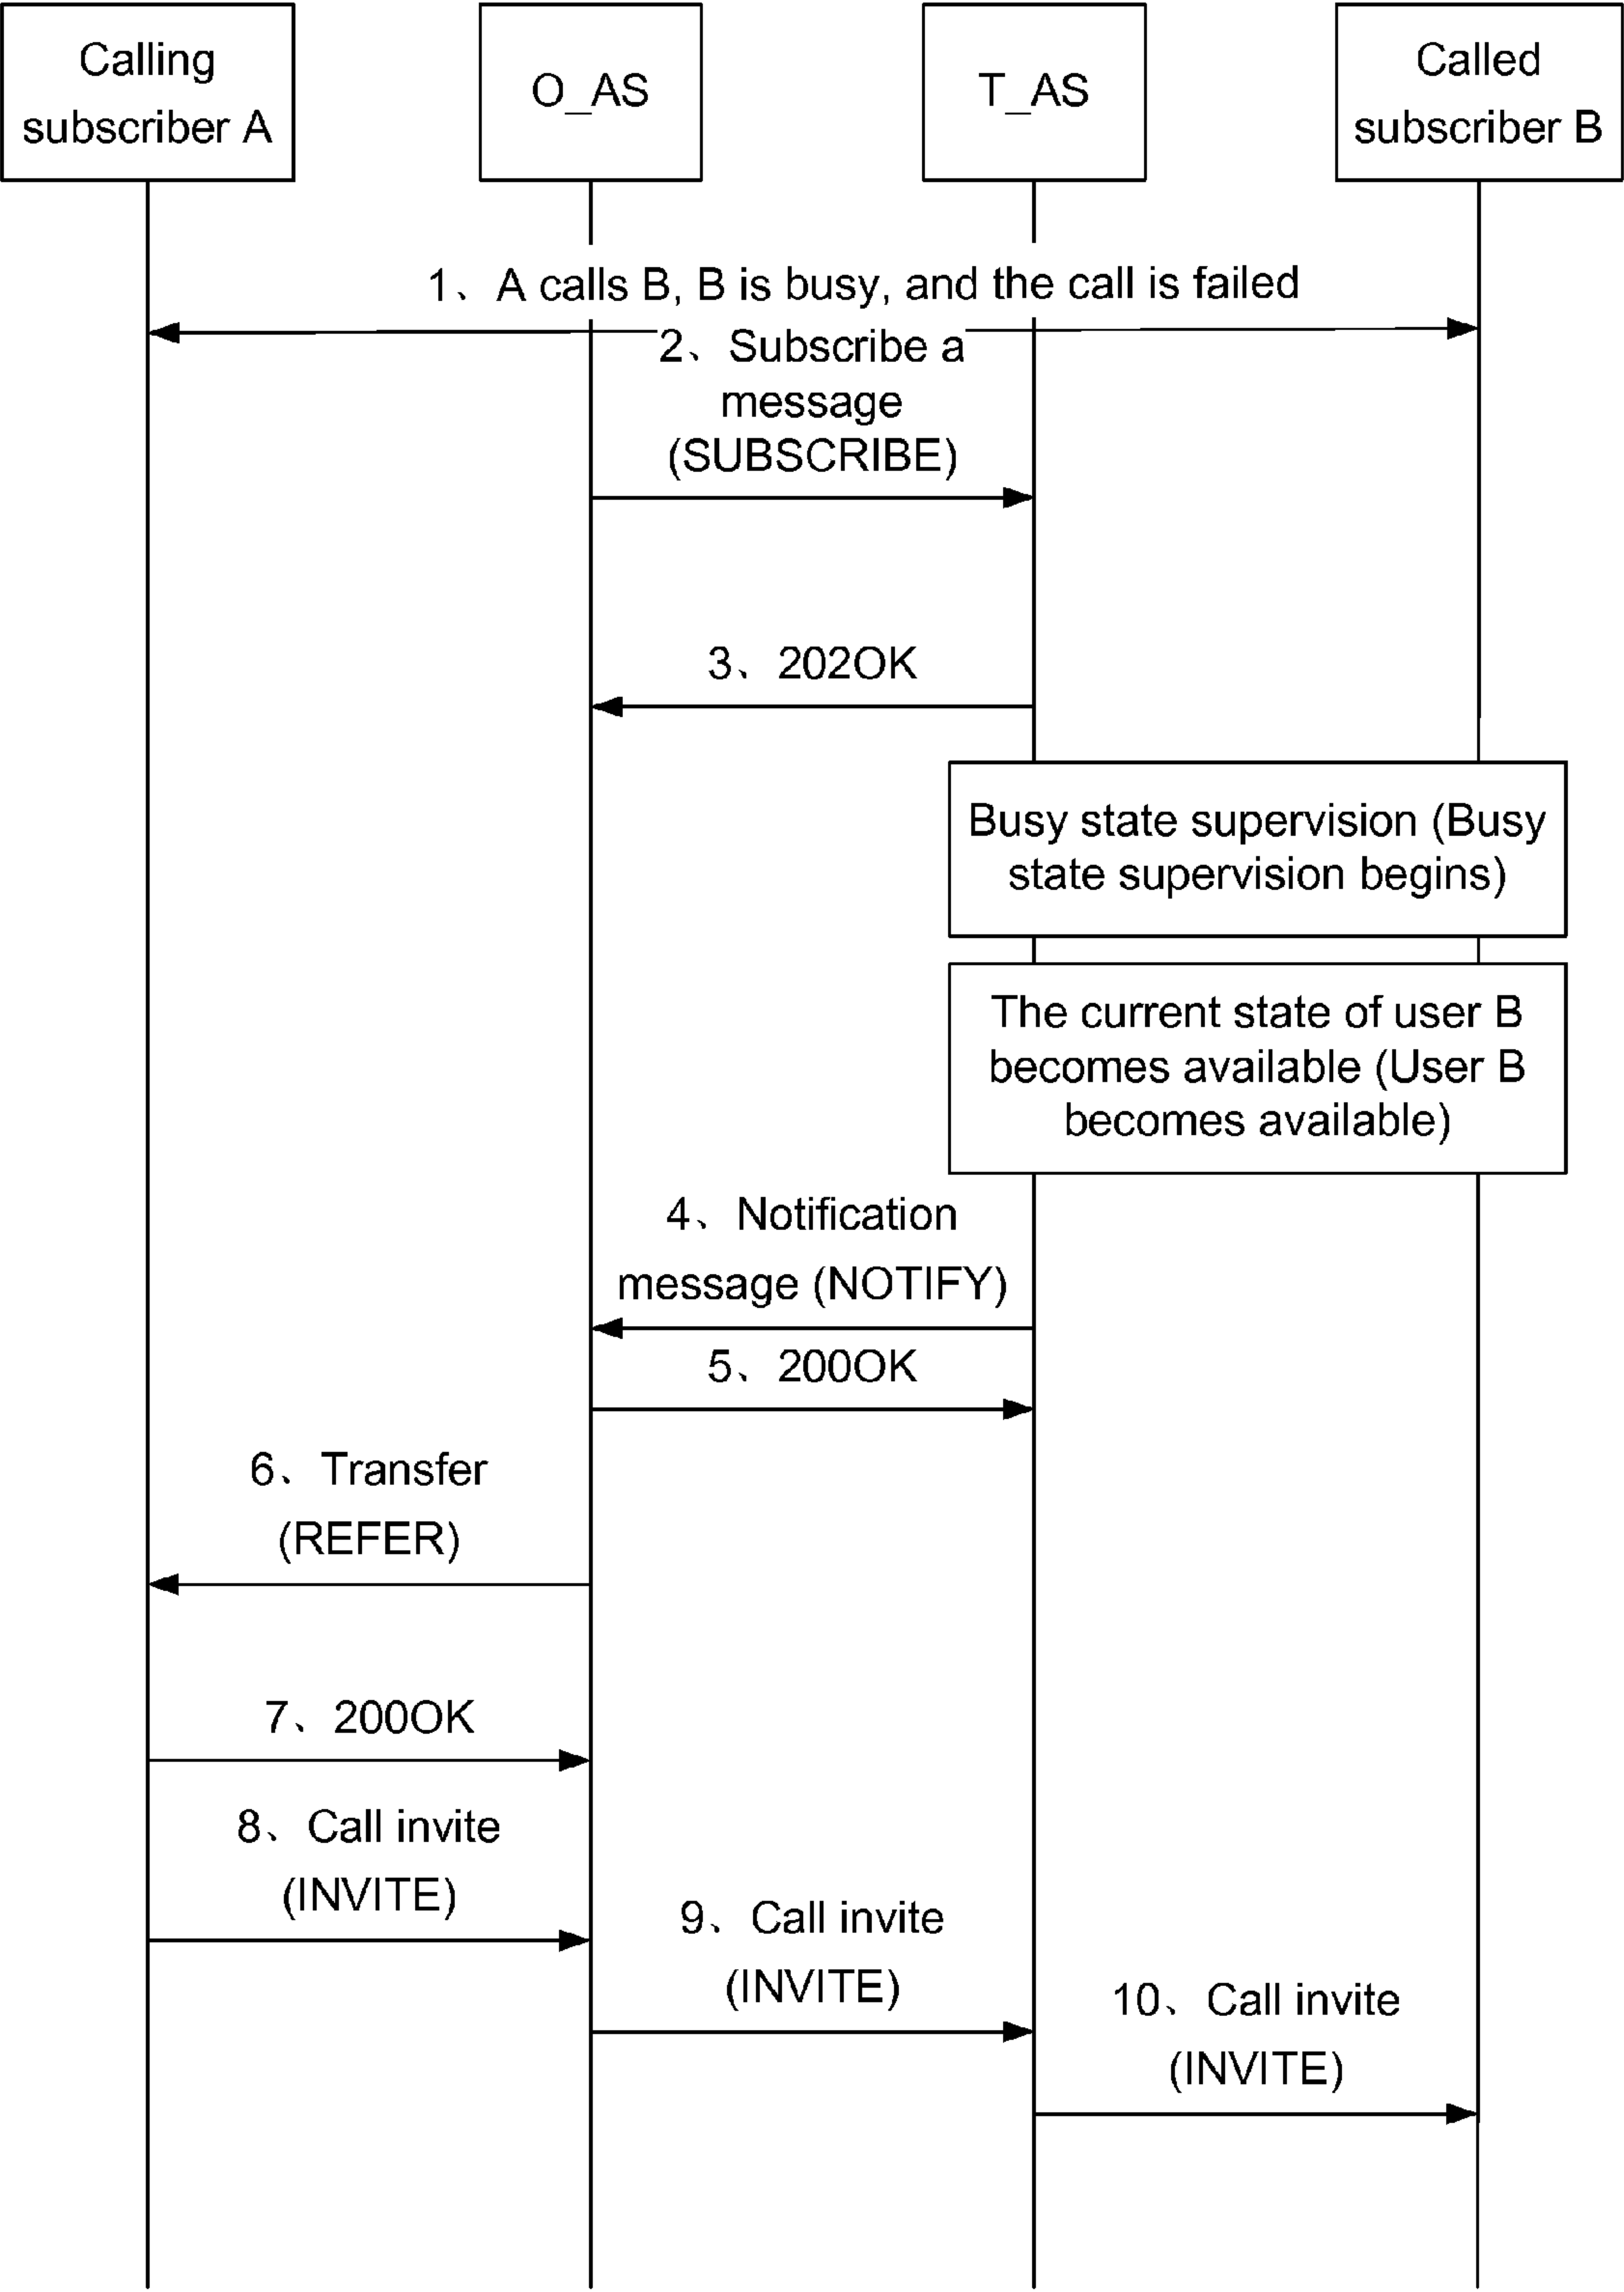 Calling
subscriber A
O_AS
T_AS
Called
subscriber B
1、A calls B, B is busy, and the call is failed
2、Subscribe a
message
(SUBSCRIBE)
3、202OK
Busy state supervision (Busy
state supervision begins)
The current state of user B
becomes available (User B
becomes available)
4、Notification
message (NOTIFY)
5、200OK
6、Transfer
(REFER)
7、200OK
8、Call invite
(INVITE)
9、Call invite
(INVITE)
10、Call invite
(INVITE)